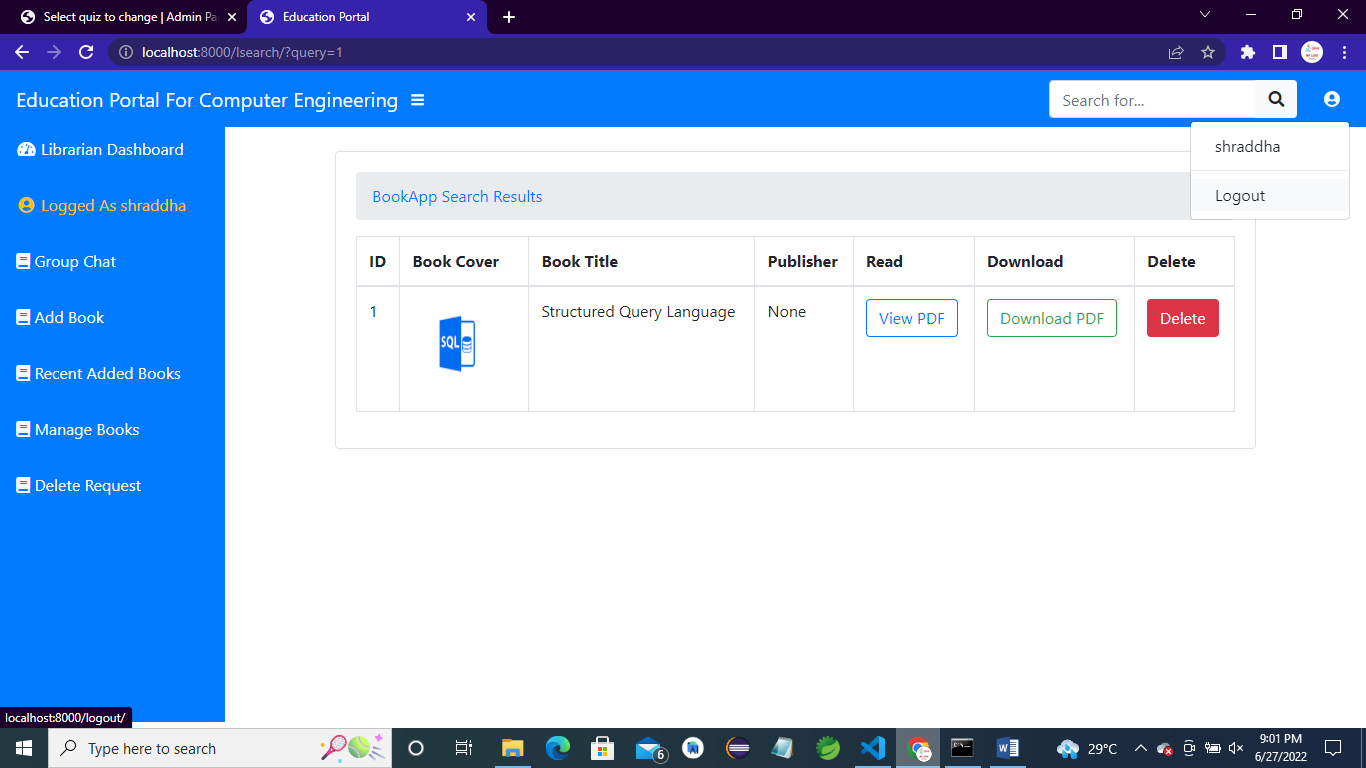 Select quiz to change | Admin Pa
Education Portal
localhost:8000/lsearch/?query=1
Education Portal For Computer Engineering
Search for...
Librarian Dashboard
Logged As shraddha
Group Chat
Add Book
Recent Added Books
Manage Books
Delete Request
shraddha
Logout
BookApp Search Results
ID Book Cover Book Title Publisher Read Download Delete
1 SQL Structured Query Language None View PDF Download PDF Delete
localhost:8000/logout/
Type here to search
6
29°C
9:01 PM
6/27/2022